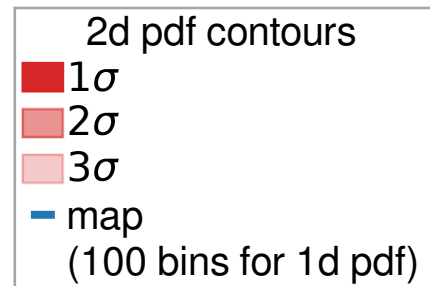 2d pdf contours
1σ
2σ
3σ
map
(100 bins for 1d pdf)